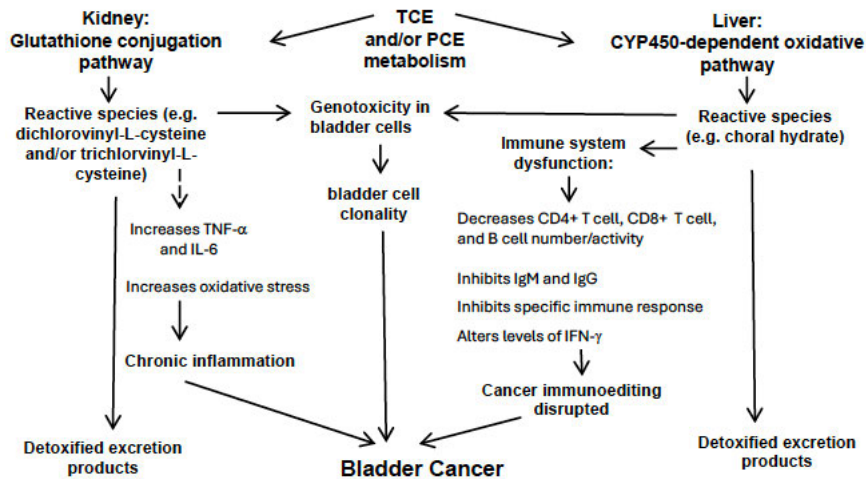 Kidney:
Glutathione conjugation
pathway
TCE
and/or PCE
metabolism
Liver:
CYP450-dependent oxidative
pathway
Reactive species (e.g.
dichlorovinyl-L-cysteine
and/or trichlorvinyl-L-
cysteine)
Genotoxicity in
bladder cells
Reactive species
(e.g. choral hydrate)
Immune system
dysfunction:
bladder cell
clonality
Increases TNF-α
and IL-6
Decreases CD4+ T cell, CD8+ T cell,
and B cell number/activity
Increases oxidative stress
Inhibits IgM and IgG
Inhibits specific immune response
Alters levels of IFN-γ
Chronic inflammation
Cancer immunoediting
disrupted
Detoxified excretion
products
Bladder Cancer
Detoxified excretion
products